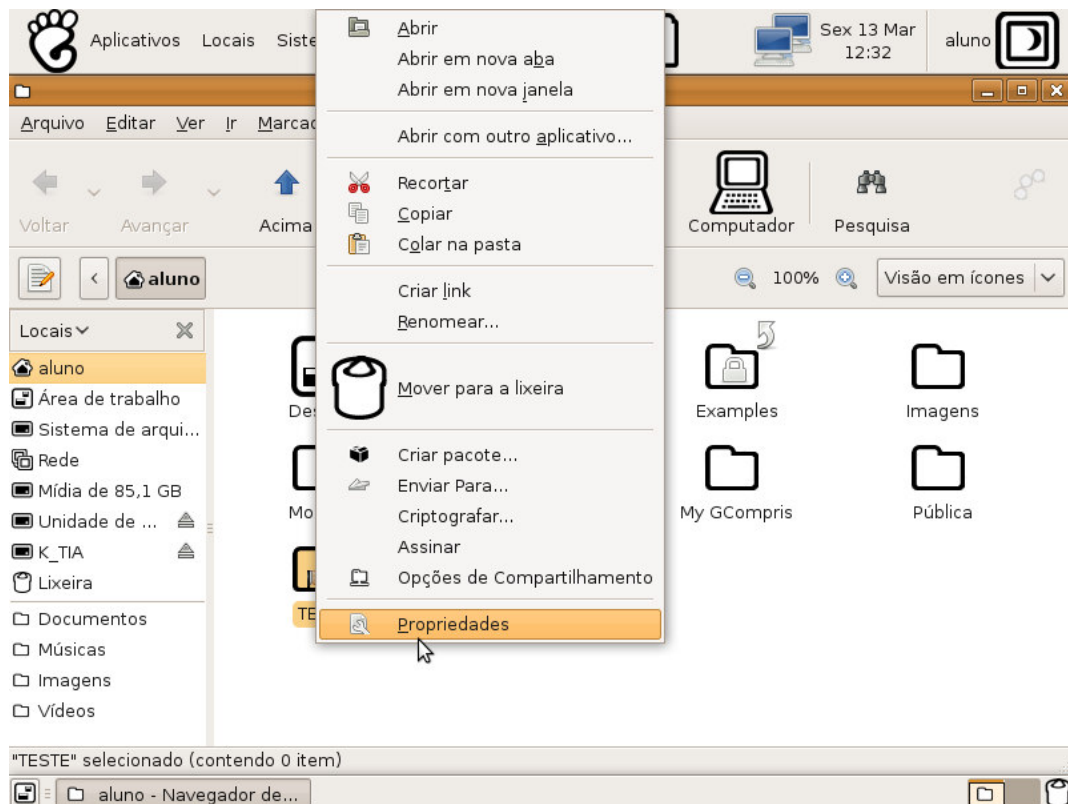 Aplicativos Locais Siste
Sex 13 Mar
12:32
aluno
Arquivo Editar Ver Ir Marcad
Voltar
Avançar
Acima
Computador
Pesquisa
aluno
100%
Visão em ícones
Locais
aluno
Área de trabalho
Sistema de arqui...
Rede
Mídia de 85,1 GB
Unidade de ...
K_TIA
Lixeira
Documentos
Músicas
Imagens
Vídeos
Des
Examples
Imagens
Mo
My GCompris
Pública
TE
Abrir
Abrir em nova aba
Abrir em nova janela
Abrir com outro aplicativo...
Recortar
Copiar
Colar na pasta
Criar link
Renomear...
Mover para a lixeira
Criar pacote...
Enviar Para...
Criptografar...
Assinar
Opções de Compartilhamento
Propriedades
"TESTE" selecionado (contendo 0 item)
aluno - Navegador de...